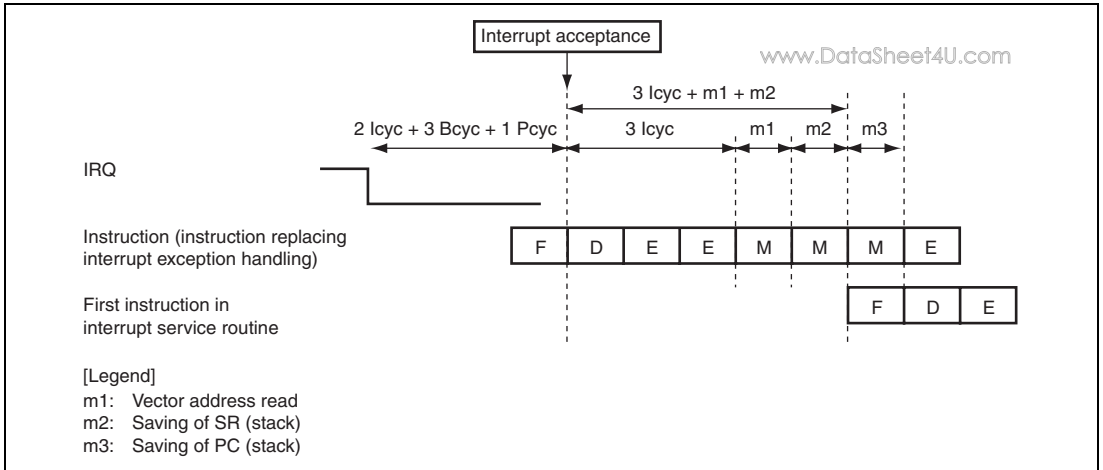 Interrupt acceptance
www.DataSheet4U.com
3 Icyc + m1 + m2
2 Icyc + 3 Bcyc + 1 Pcyc 3 Icyc m1 m2 m3
IRQ
Instruction (instruction replacing
interrupt exception handling)
F D E E M M M E
First instruction in
interrupt service routine
F D E
[Legend]
m1: Vector address read
m2: Saving of SR (stack)
m3: Saving of PC (stack)